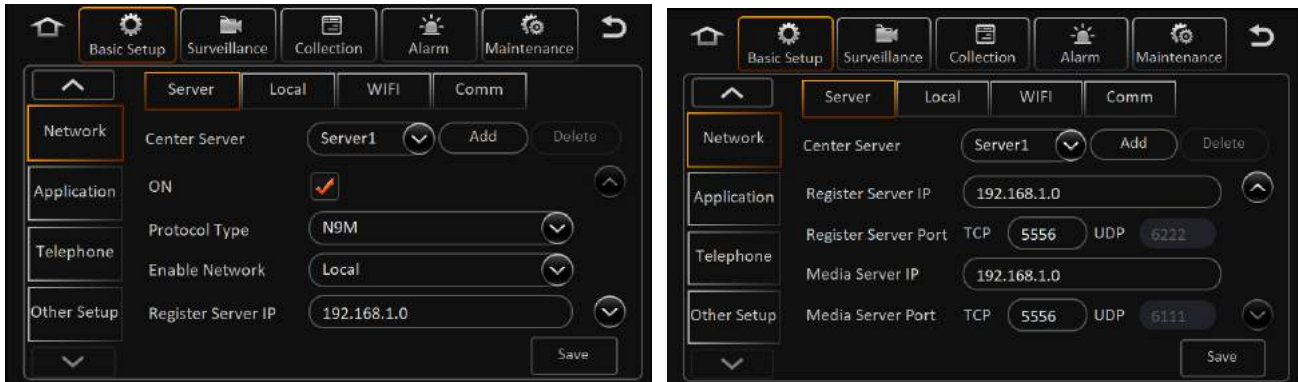 Basic Setup Surveillance Collection Alarm Maintenance
Server Local WIFI Comm
Network
Center Server Server1 Add Delete
Application
ON
Protocol Type N9M
Telephone
Enable Network Local
Other Setup
Register Server IP 192.168.1.0
Save
Basic Setup Surveillance Collection Alarm Maintenance
Server Local WIFI Comm
Network
Center Server Server1 Add Delete
Application
Register Server IP 192.168.1.0
Register Server Port TCP 5556 UDP 6222
Telephone
Media Server IP 192.168.1.0
Other Setup
Media Server Port TCP 5556 UDP 6111
Save